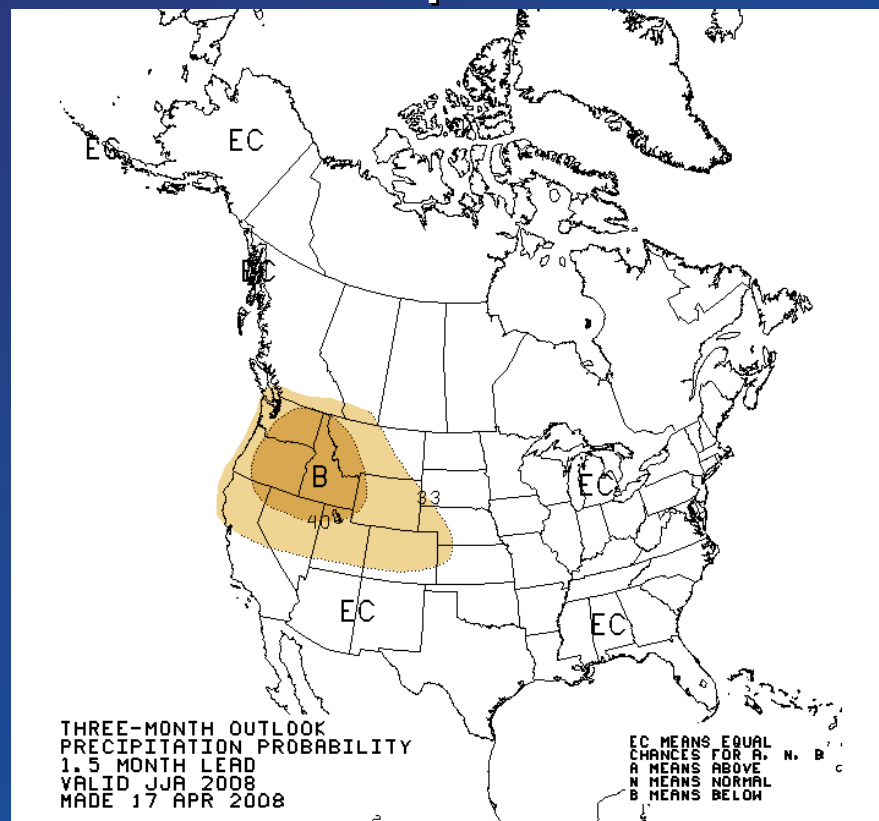 EC
EC
EC
B
33
40
EC
EC
EC
THREE-MONTH OUTLOOK
PRECIPITATION PROBABILITY
1.5 MONTH LEAD
VALID JJA 2008
MADE 17 APR 2008
EC MEANS EQUAL
CHANCES FOR A, N, B
A MEANS ABOVE
N MEANS NORMAL
B MEANS BELOW